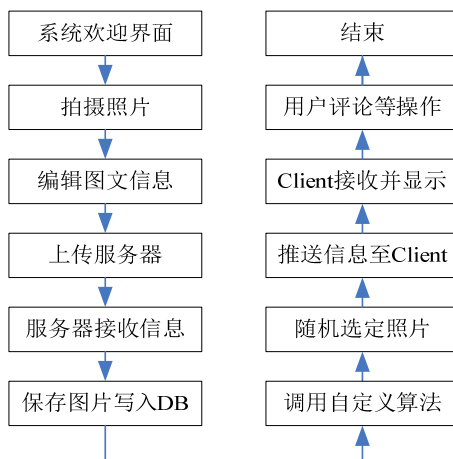 系统欢迎界面
拍摄照片
编辑图文信息
上传服务器
服务器接收信息
保存图片写入DB
调用自定义算法
随机选定照片
推送信息至Client
Client接收并显示
用户评论等操作
结束